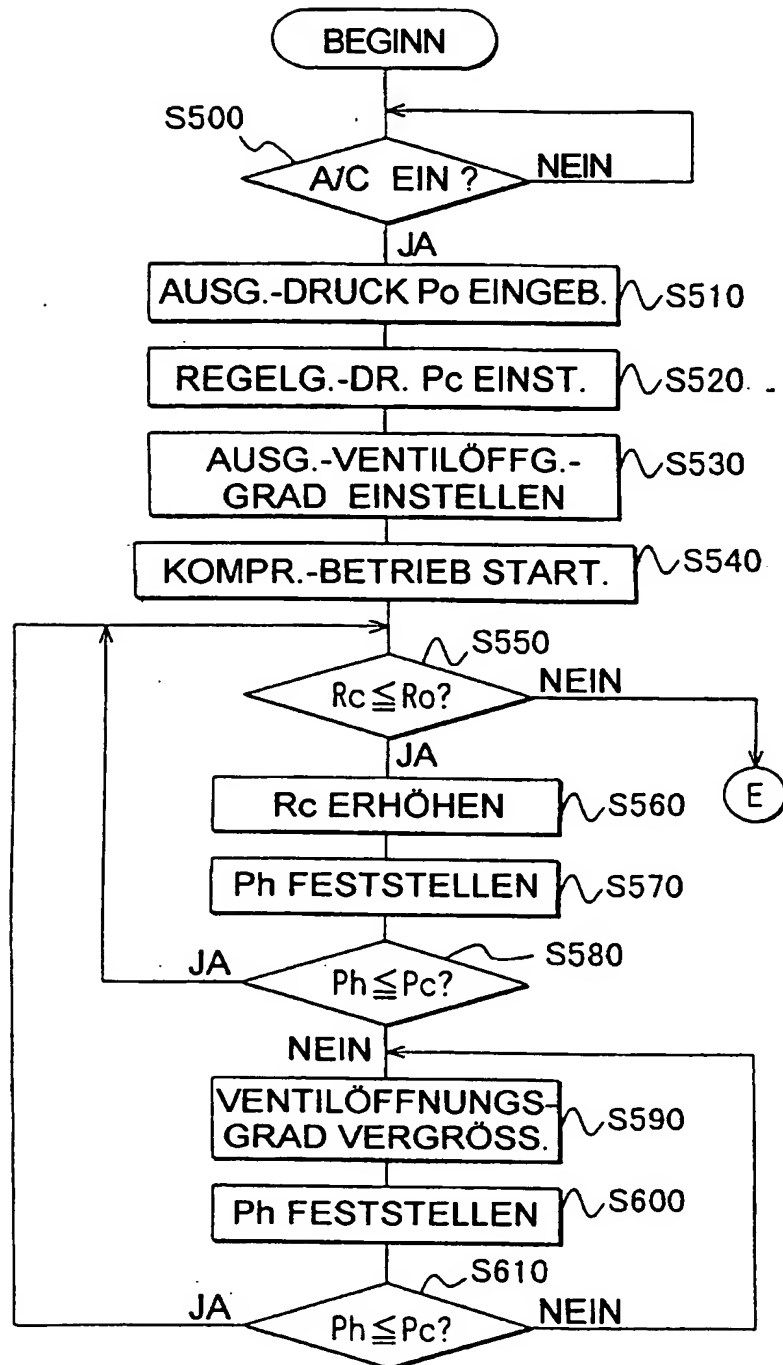 BEGINN
S500
A/C EIN ?
NEIN
JA
AUSG.-DRUCK Po EINGEB.
S510
REGELG.-DR. Pc EINST.
S520
AUSG.-VENTILÖFFG.-
GRAD EINSTELLEN
S530
KOMPR.-BETRIEB START.
S540
S550
Rc≦Ro?
NEIN
JA
E
Rc ERHÖHEN
S560
Ph FESTSTELLEN
S570
S580
JA
Ph≦Pc?
NEIN
VENTILÖFFNUNGS-
GRAD VERGRÖSS.
S590
Ph FESTSTELLEN
S600
S610
JA
Ph≦Pc?
NEIN